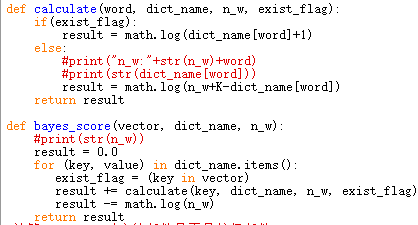 def calculate(word, dict_name, n_w, exist_flag):
    if(exist_flag):
        result = math.log(dict_name[word]+1)
    else:
        #print("n_w:"+str(n_w)+word)
        #print(str(dict_name[word]))
        result = math.log(n_w+K-dict_name[word])
    return result

def bayes_score(vector, dict_name, n_w):
    #print(str(n_w))
    result = 0.0
    for (key, value) in dict_name.items():
        exist_flag = (key in vector)
        result += calculate(key, dict_name, n_w, exist_flag)
        result -= math.log(n_w)
    return result